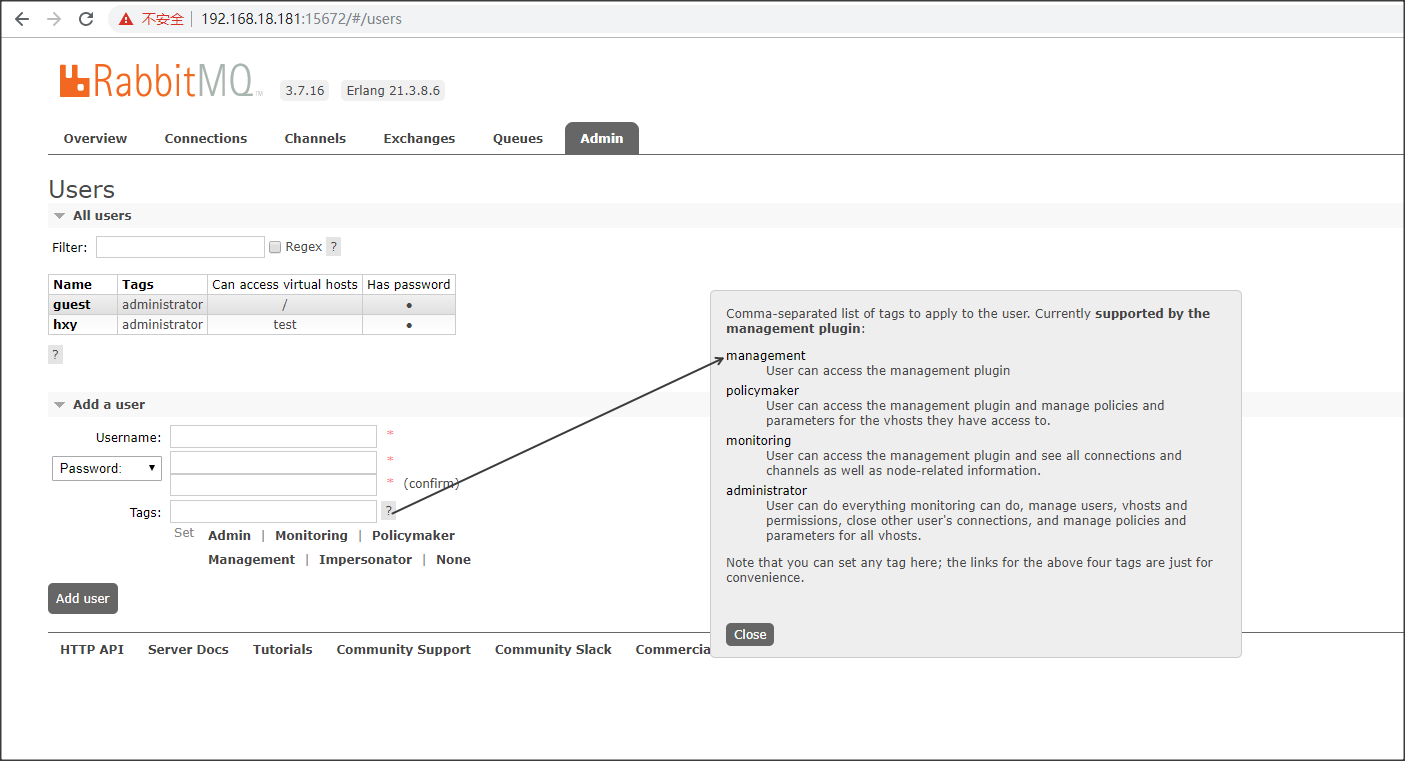 不安全 | 192.168.18.181:15672/#/users
RabbitMQ TM 3.7.16 Erlang 21.3.8.6
Overview Connections Channels Exchanges Queues Admin
Users
All users
Filter: Regex ?
Name Tags Can access virtual hosts Has password
guest administrator / ●
hxy administrator test ●
?
Add a user
Username: *
Password: *
* (confirm)
Tags: ?
Set Admin | Monitoring | Policymaker
Management | Impersonator | None
Add user
HTTP API Server Docs Tutorials Community Support Community Slack Commercia
Comma-separated list of tags to apply to the user. Currently supported by the
management plugin:
management
User can access the management plugin
policymaker
User can access the management plugin and manage policies and
parameters for the vhosts they have access to.
monitoring
User can access the management plugin and see all connections and
channels as well as node-related information.
administrator
User can do everything monitoring can do, manage users, vhosts and
permissions, close other user's connections, and manage policies and
parameters for all vhosts.
Note that you can set any tag here; the links for the above four tags are just for
convenience.
Close